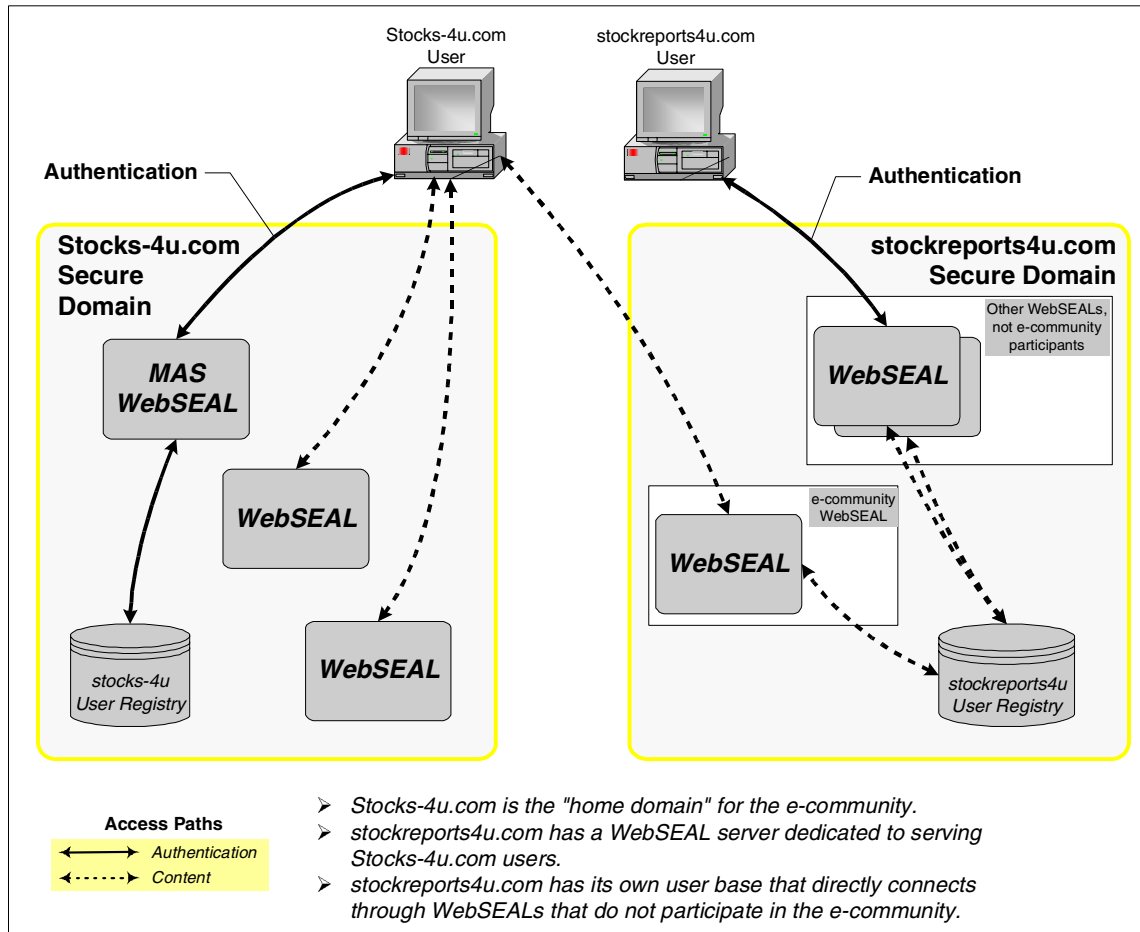 Stocks-4u.com
User
stockreports4u.com
User
Authentication
Authentication
Stocks-4u.com
Secure
Domain
stockreports4u.com
Secure Domain
Other WebSEALs,
not e-community
participants
MAS
WebSEAL
WebSEAL
WebSEAL
e-community
WebSEAL
WebSEAL
WebSEAL
stocks-4u
User Registry
stockreports4u
User Registry
Access Paths
Authentication
Content
➢ Stocks-4u.com is the "home domain" for the e-community.
➢ stockreports4u.com has a WebSEAL server dedicated to serving
Stocks-4u.com users.
➢ stockreports4u.com has its own user base that directly connects
through WebSEALs that do not participate in the e-community.